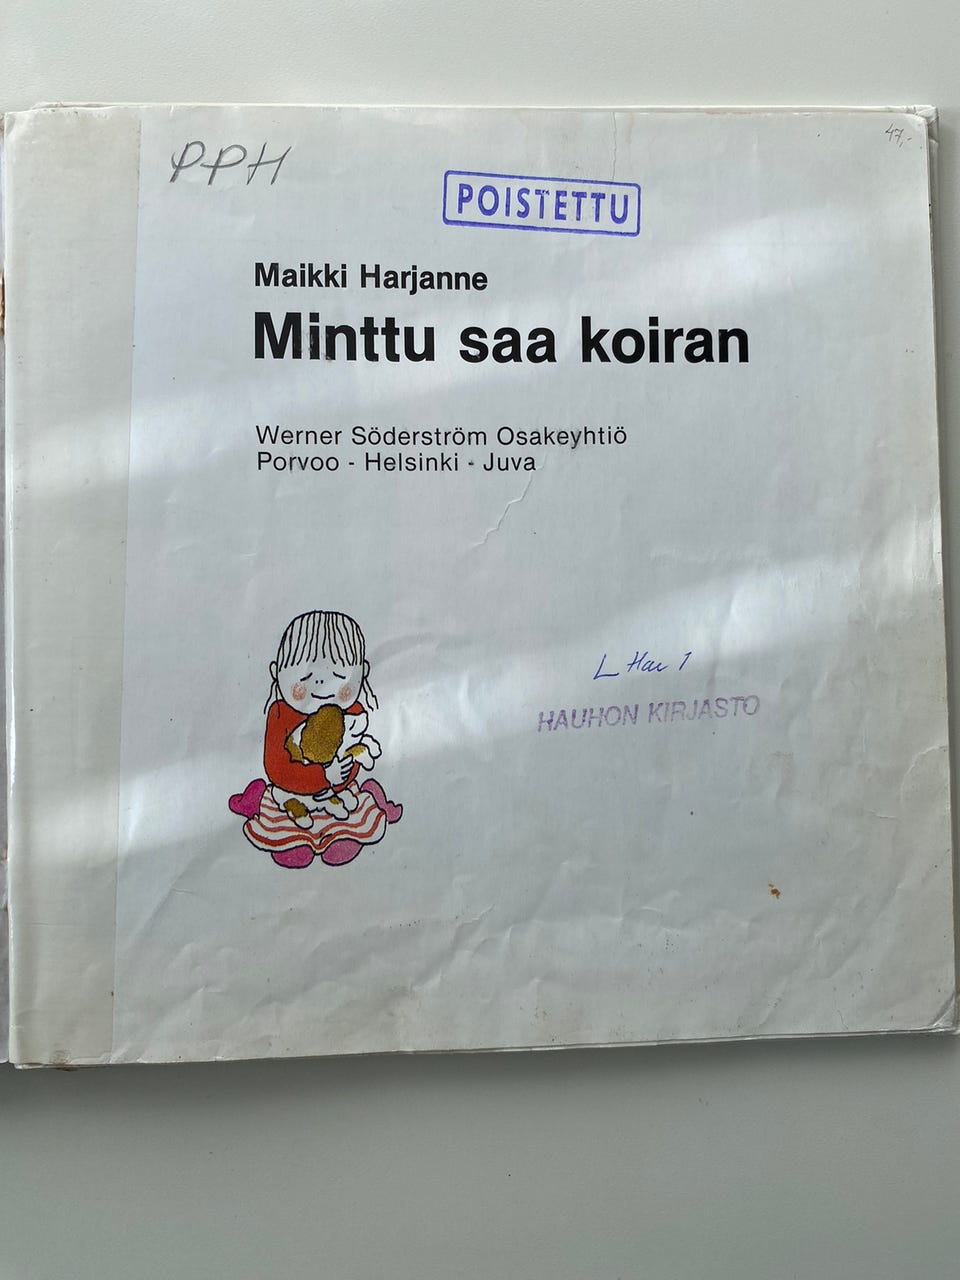 PPH
47,-
POISTETTU
Maikki Harjanne
Minttu saa koiran
Werner Söderström Osakeyhtiö
Porvoo - Helsinki - Juva
L Har 1
HAUHON KIRJASTO